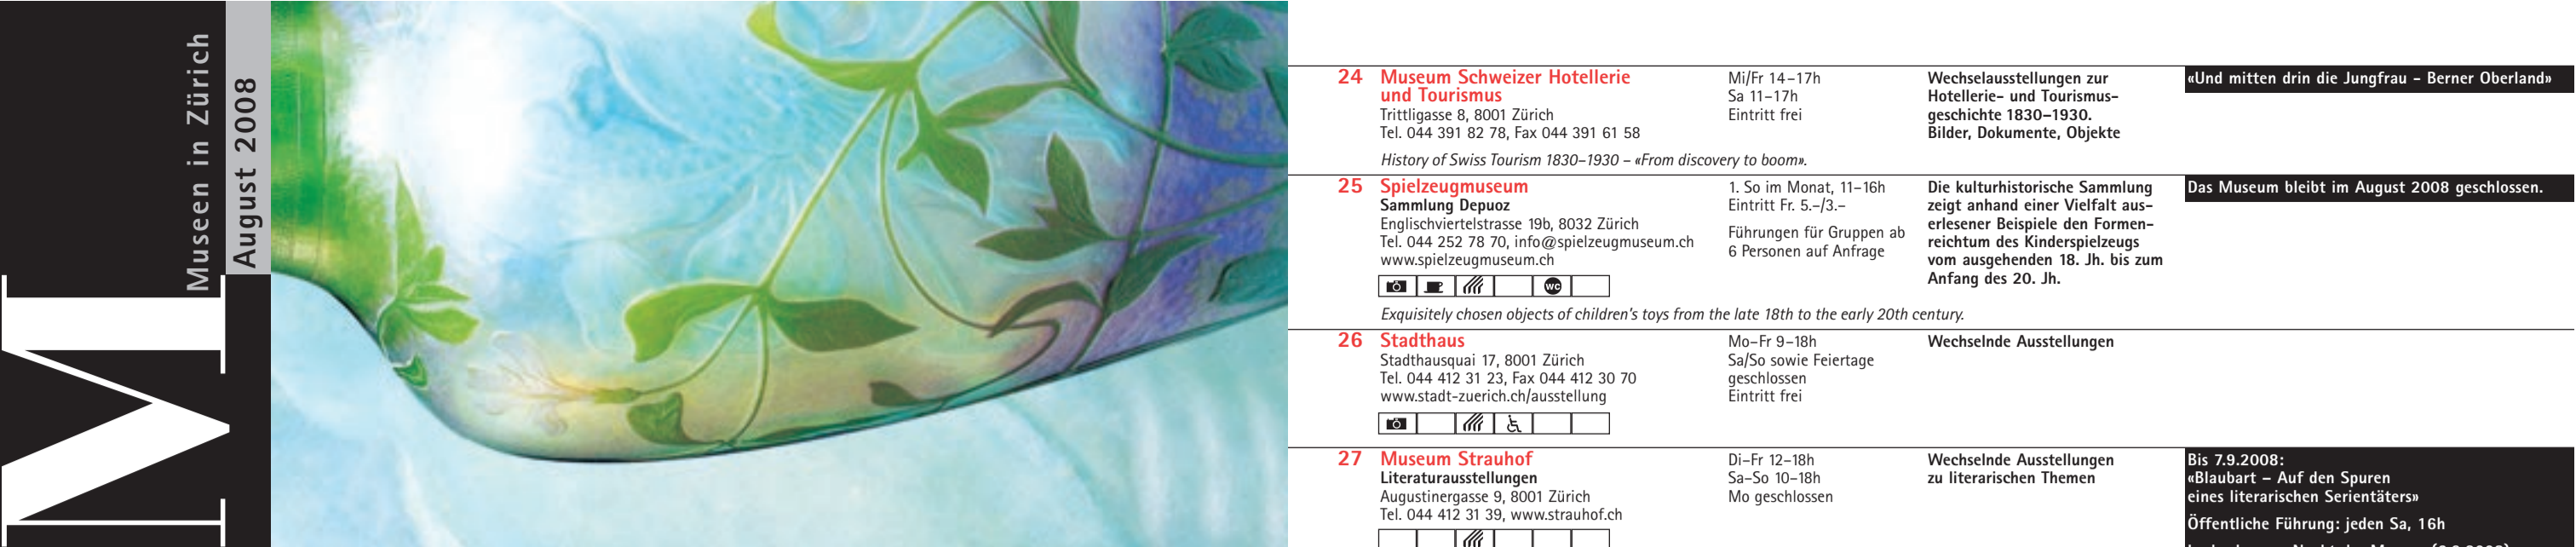 Museen in Zürich
August 2008
M
24 Museum Schweizer Hotellerie
und Tourismus
Trittligasse 8, 8001 Zürich
Tel. 044 391 82 78, Fax 044 391 61 58
Mi/Fr 14–17h
Sa 11–17h
Eintritt frei
Wechselausstellungen zur
Hotellerie- und Tourismus-
geschichte 1830–1930.
Bilder, Dokumente, Objekte
«Und mitten drin die Jungfrau - Berner Oberland»
History of Swiss Tourism 1830–1930 – «From discovery to boom».
25 Spielzeugmuseum
Sammlung Depuoz
Englischviertelstrasse 19b, 8032 Zürich
Tel. 044 252 78 70, info@spielzeugmuseum.ch
www.spielzeugmuseum.ch
WC
1. So im Monat, 11–16h
Eintritt Fr. 5.–/3.–
Führungen für Gruppen ab
6 Personen auf Anfrage
Die kulturhistorische Sammlung
zeigt anhand einer Vielfalt aus-
erlesener Beispiele den Formen-
reichtum des Kinderspielzeugs
vom ausgehenden 18. Jh. bis zum
Anfang des 20. Jh.
Das Museum bleibt im August 2008 geschlossen.
Exquisitely chosen objects of children's toys from the late 18th to the early 20th century.
26 Stadthaus
Stadthausquai 17, 8001 Zürich
Tel. 044 412 31 23, Fax 044 412 30 70
www.stadt-zuerich.ch/ausstellung
Mo–Fr 9–18h
Sa/So sowie Feiertage
geschlossen
Eintritt frei
Wechselnde Ausstellungen
27 Museum Strauhof
Literaturausstellungen
Augustinergasse 9, 8001 Zürich
Tel. 044 412 31 39, www.strauhof.ch
Di–Fr 12–18h
Sa–So 10–18h
Mo geschlossen
Wechselnde Ausstellungen
zu literarischen Themen
Bis 7.9.2008:
«Blaubart – Auf den Spuren
eines literarischen Serientäters»
Öffentliche Führung: jeden Sa, 16h